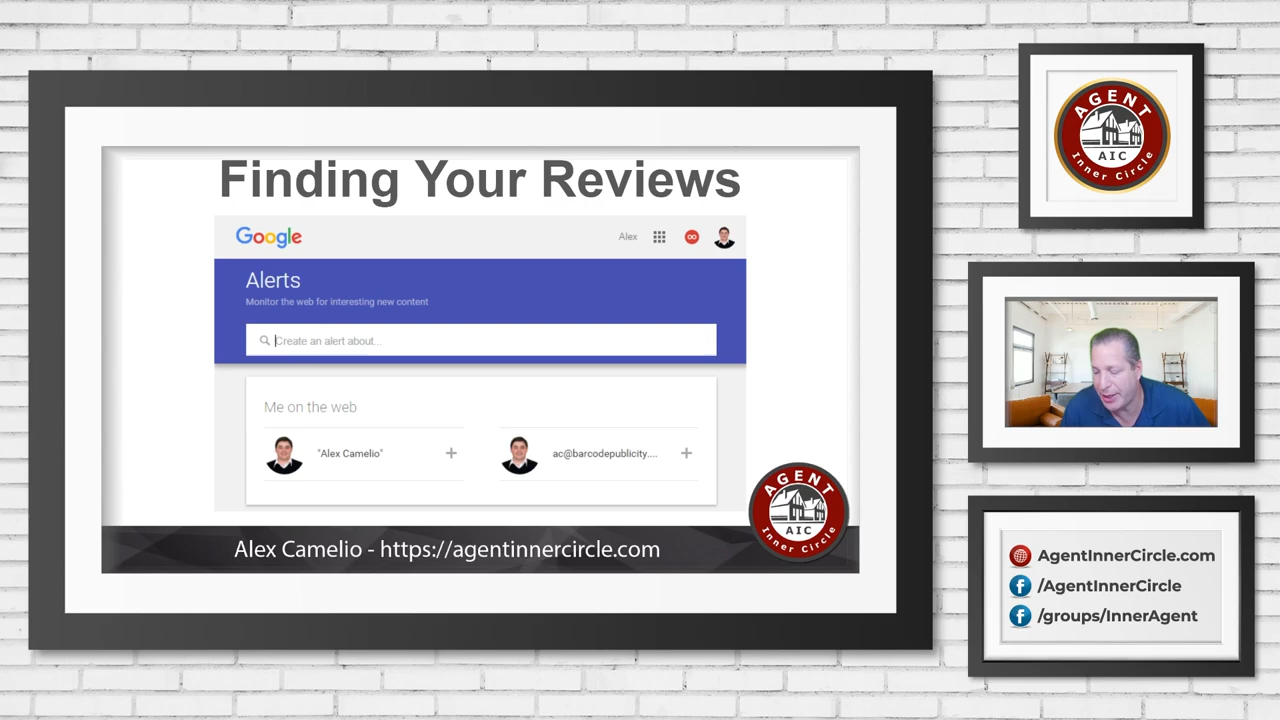 Finding Your Reviews
Google
Alex
Alerts
Monitor the web for interesting new content
Create an alert about...
Me on the web
"Alex Camelio"
ac@barcodepublicity....
AGENT
AIC
Inner Circle
Alex Camelio - https://agentinnercircle.com
AGENT
AIC
Inner Circle
AgentInnerCircle.com
/AgentInnerCircle
/groups/InnerAgent